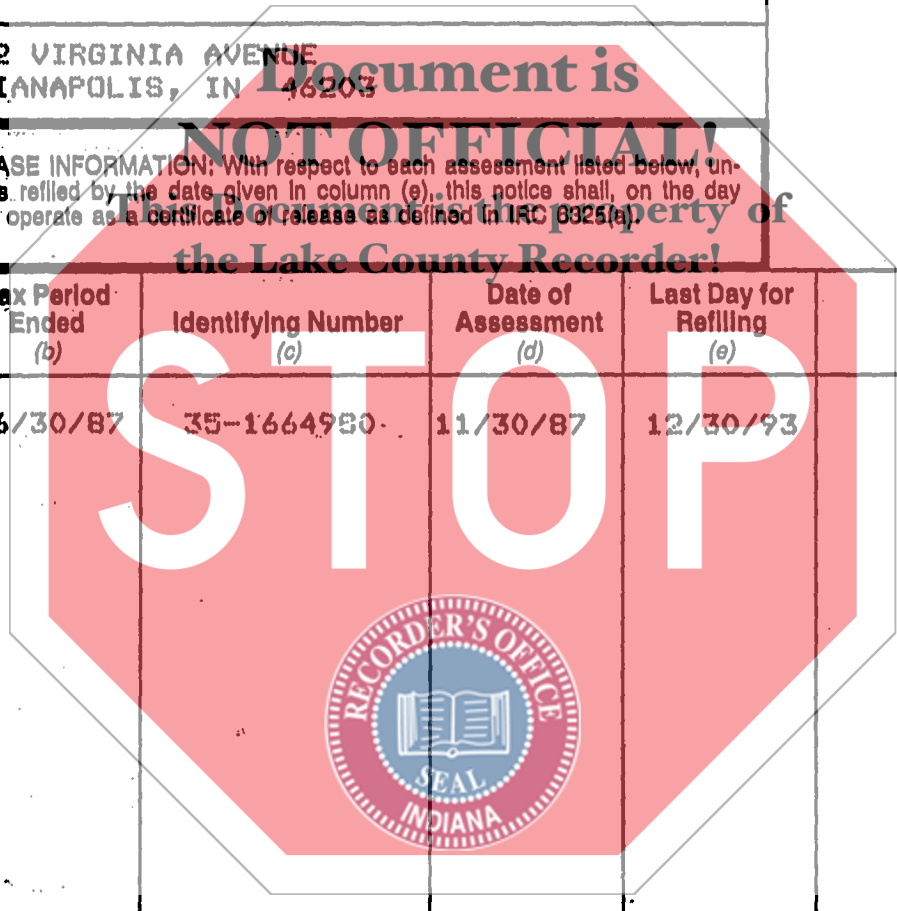 2 VIRGINIA AVENUE
IANAPOLIS, IN 46203
Document is
NOT OFFICIAL!
ASE INFORMATION: With respect to each assessment listed below, un-
s refiled by the date given in column (e), this notice shall, on the day
operate as a certificate of release as defined in IRC 6325(a).
This Document is the property of
the Lake County Recorder!
ax Period
Ended
(b)
Identifying Number
(c)
Date of
Assessment
(d)
Last Day for
Refiling
(e)
6/30/87 35-1664980 11/30/87 12/30/93
STOP
RECORDER'S OFFICE
SEAL
INDIANA